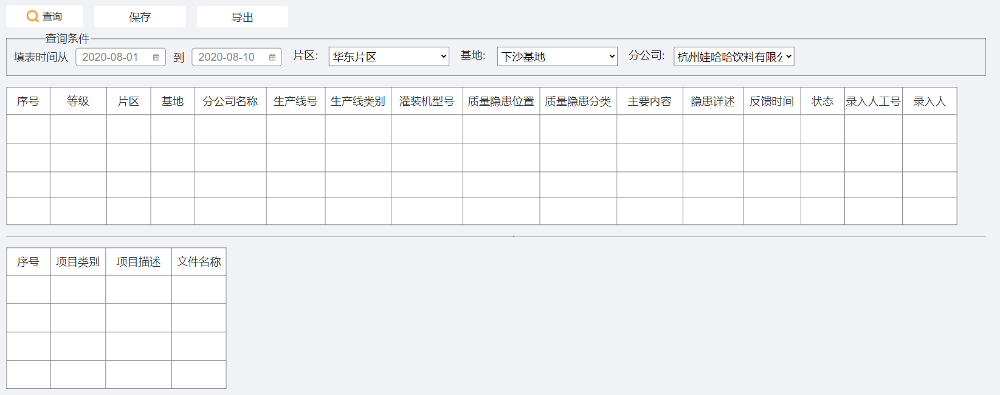 查询 保存 导出
查询条件
填表时间从 2020-08-01 到 2020-08-10 片区: 华东片区 基地: 下沙基地 分公司: 杭州娃哈哈饮料有限公
序号 等级 片区 基地 分公司名称 生产线号 生产线类别 灌装机型号 质量隐患位置 质量隐患分类 主要内容 隐患详述 反馈时间 状态 录入人工号 录入人
序号 项目类别 项目描述 文件名称